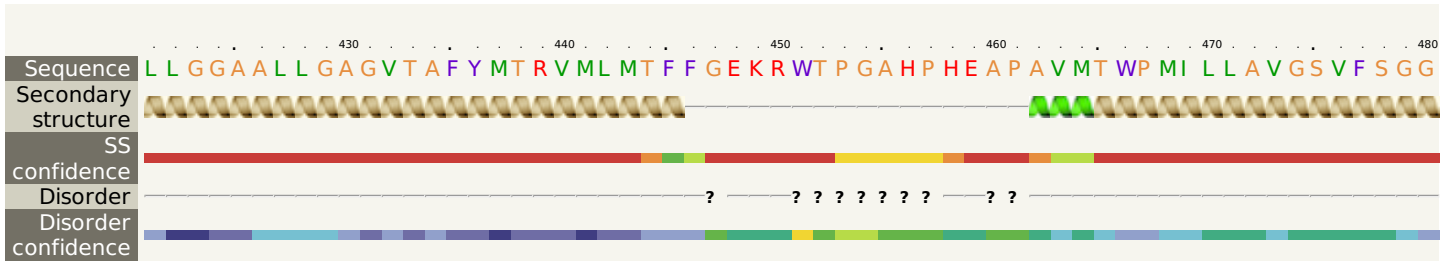 430 440 450 460 470 480
Sequence L L G G A A L L G A G V T A F Y M T R V M L M T F F G E K R W T P G A H P H E A P A V M T W P M I L L A V G S V F S G G
Secondary
structure
SS
confidence
Disorder ? ? ? ? ? ? ? ? ? ?
Disorder
confidence